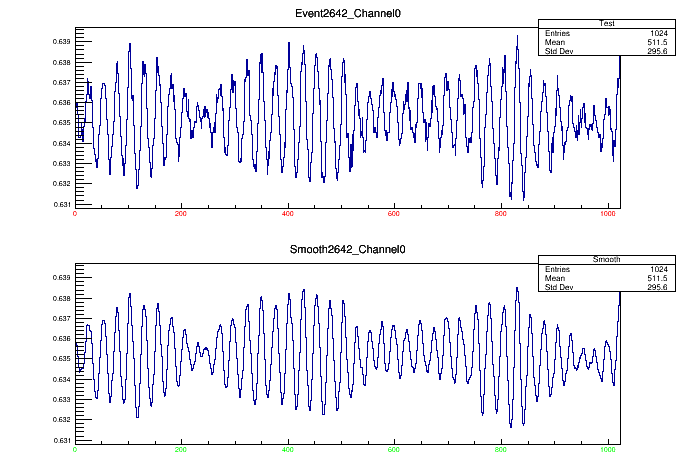 Event2642_Channel0
Test
Entries 1024
Mean 511.5
Std Dev 295.6
0.639
0.638
0.637
0.636
0.635
0.634
0.633
0.632
0.631
0 200 400 600 800 1000
Smooth2642_Channel0
Smooth
Entries 1024
Mean 511.5
Std Dev 295.6
0.639
0.638
0.637
0.636
0.635
0.634
0.633
0.632
0.631
0 200 400 600 800 1000